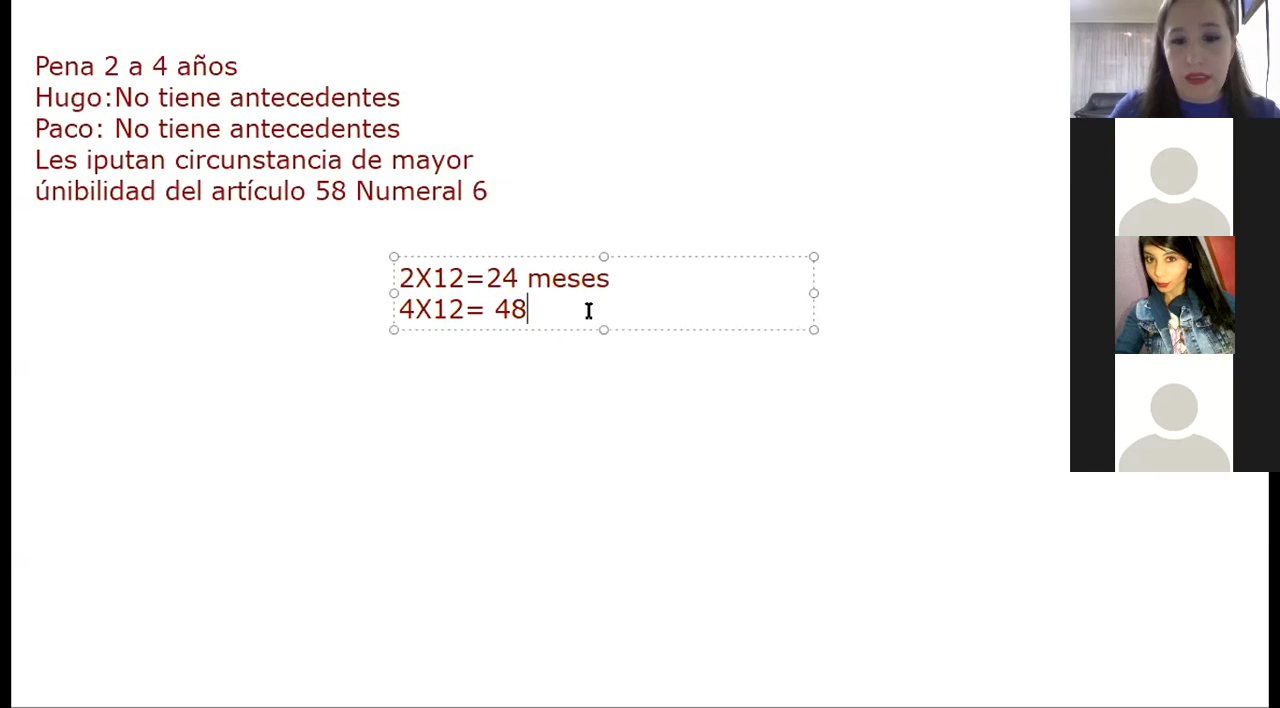 Pena 2 a 4 años
Hugo:No tiene antecedentes
Paco: No tiene antecedentes
Les iputan circunstancia de mayor
únibilidad del artículo 58 Numeral 6
2X12=24 meses
4X12= 48